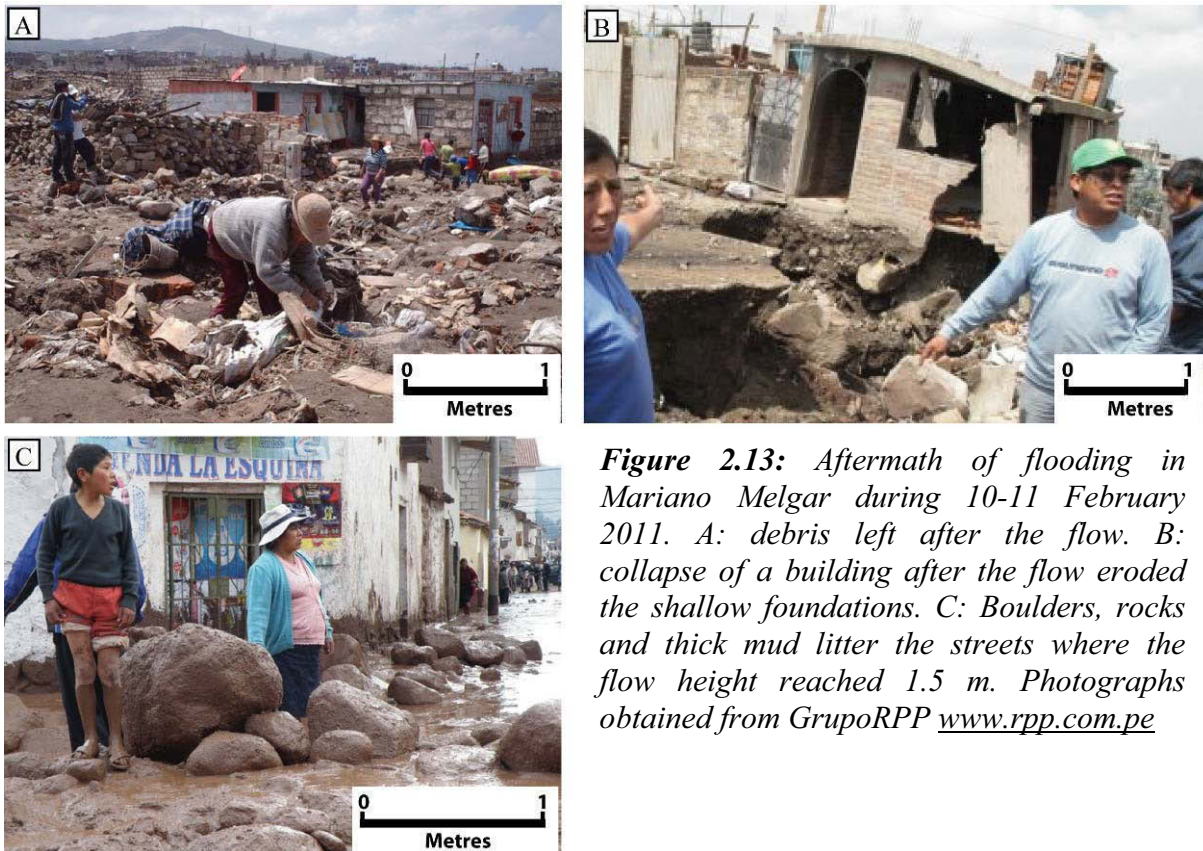 A
0 1
Metres
B
0 1
Metres
C
ENDA LA ESQUINA
0 1
Metres
Figure 2.13: Aftermath of flooding in
Mariano Melgar during 10-11 February
2011. A: debris left after the flow. B:
collapse of a building after the flow eroded
the shallow foundations. C: Boulders, rocks
and thick mud litter the streets where the
flow height reached 1.5 m. Photographs
obtained from GrupoRPP www.rpp.com.pe